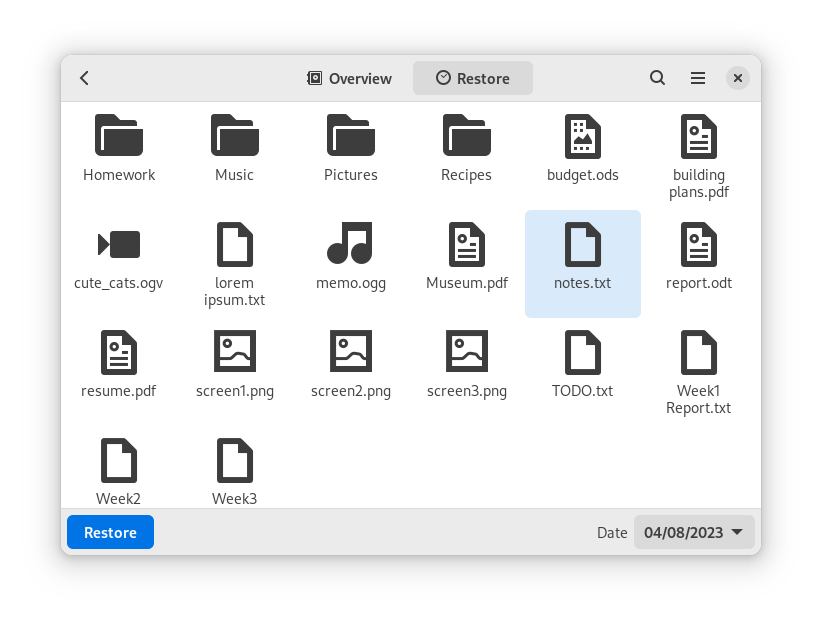 Overview
Restore
Homework
Music
Pictures
Recipes
budget.ods
building
plans.pdf
cute_cats.ogv
lorem
ipsum.txt
memo.ogg
Museum.pdf
notes.txt
report.odt
resume.pdf
screen1.png
screen2.png
screen3.png
TODO.txt
Week1
Report.txt
Week2
Week3
Restore
Date
04/08/2023